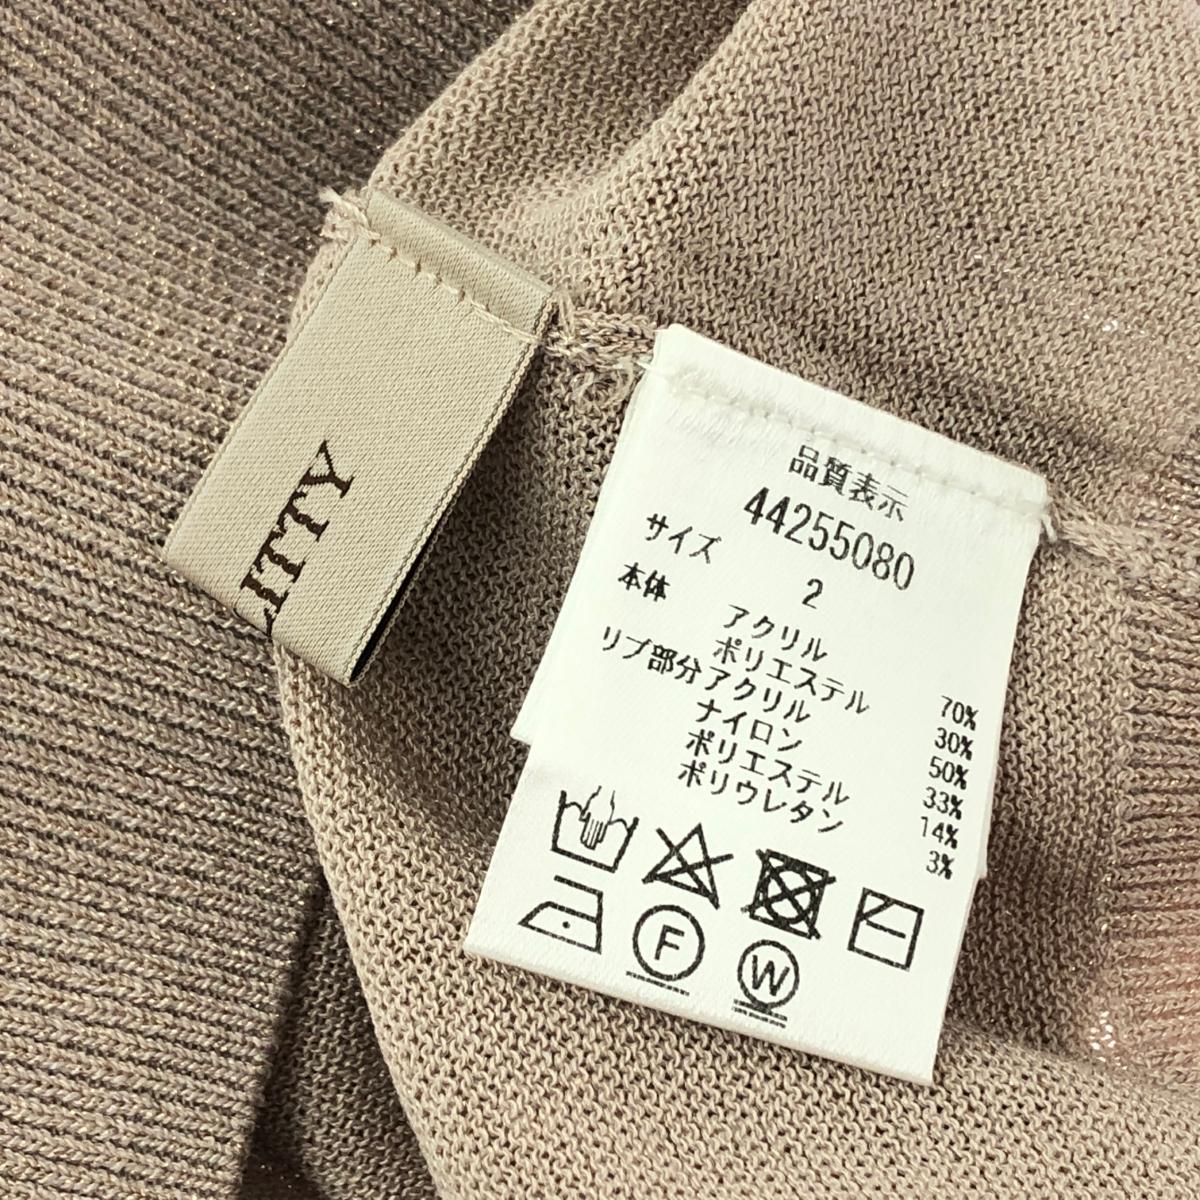 LITTY
品質表示
44255080
サイズ 2
本体 アクリル 70%
ポリエステル 30%
リブ部分 アクリル 50%
ナイロン 33%
ポリエステル 14%
ポリウレタン 3%
F
W